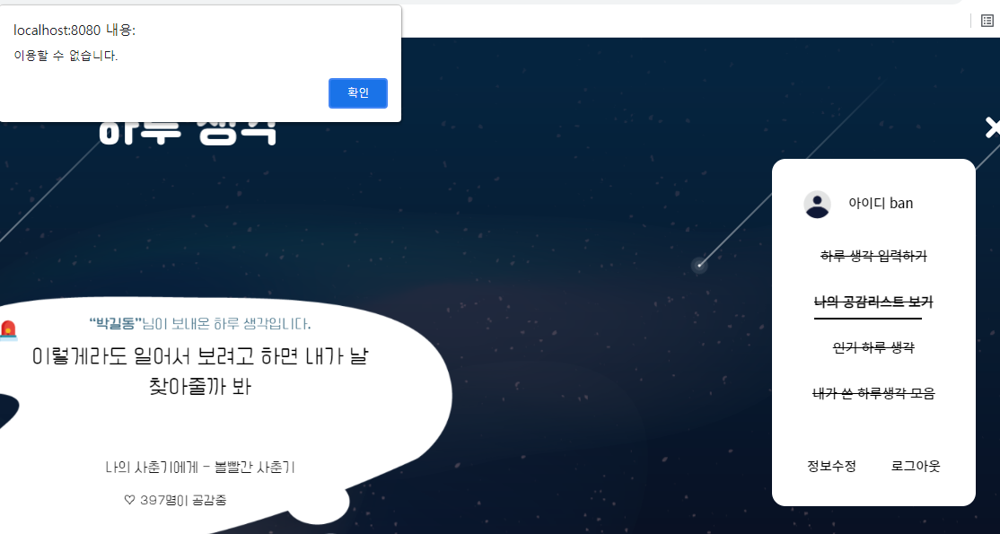 localhost:8080 내용:
이용할 수 없습니다.
확인
하루 생각
아이디 ban
하루 생각 입력하기
나의 공감리스트 보기
인기 하루 생각
내가 쓴 하루생각 모음
정보수정 로그아웃
“박길동”님이 보내온 하루 생각입니다.
이렇게라도 일어서 보려고 하면 내가 날
찾아줄까 봐
나의 사춘기에게 - 볼빨간 사춘기
♡ 397명이 공감중